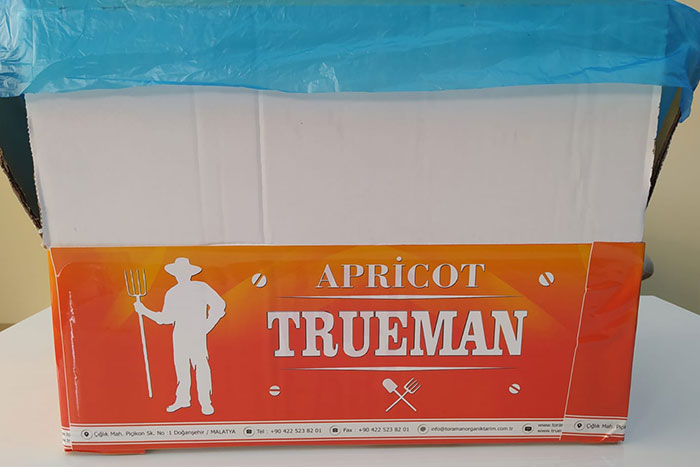 APRİCOT
TRUEMAN
Çığlık Mah. Piçikon Sk. No :1 Doğanşehir / MALATYA Tel : +90 422 523 82 01 Fax : +90 422 523 82 01